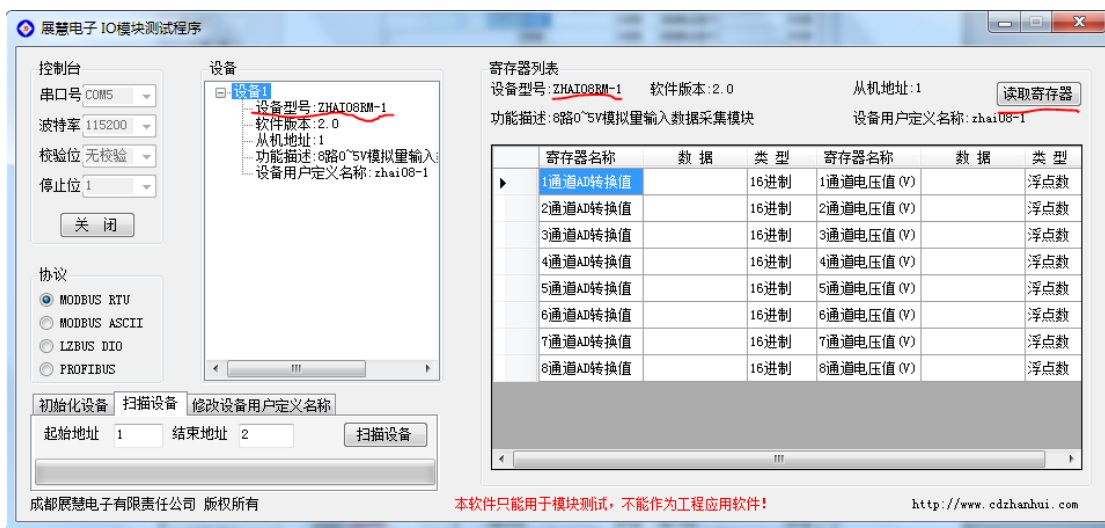 展慧电子 IO模块测试程序
控制台
串口号 COM5
波特率 115200
校验位 无校验
停止位 1
关 闭
协议
MODBUS RTU
MODBUS ASCII
LZBUS DIO
PROFIBUS
设备
设备1
设备型号:ZHAI08RM-1
软件版本:2.0
从机地址:1
功能描述:8路0~5V模拟量输入
设备用户定义名称:zhai08-1
初始化设备 扫描设备 修改设备用户定义名称
起始地址 1 结束地址 2 扫描设备
寄存器列表
设备型号:ZHAI08RM-1 软件版本:2.0 从机地址:1 读取寄存器
功能描述:8路0~5V模拟量输入数据采集模块 设备用户定义名称:zhai08-1
寄存器名称 数 据 类 型 寄存器名称 数 据 类 型
1通道AD转换值 16进制 1通道电压值(V) 浮点数
2通道AD转换值 16进制 2通道电压值(V) 浮点数
3通道AD转换值 16进制 3通道电压值(V) 浮点数
4通道AD转换值 16进制 4通道电压值(V) 浮点数
5通道AD转换值 16进制 5通道电压值(V) 浮点数
6通道AD转换值 16进制 6通道电压值(V) 浮点数
7通道AD转换值 16进制 7通道电压值(V) 浮点数
8通道AD转换值 16进制 8通道电压值(V) 浮点数
成都展慧电子有限责任公司 版权所有 本软件只能用于模块测试，不能作为工程应用软件! http://www.cdzhanhui.com